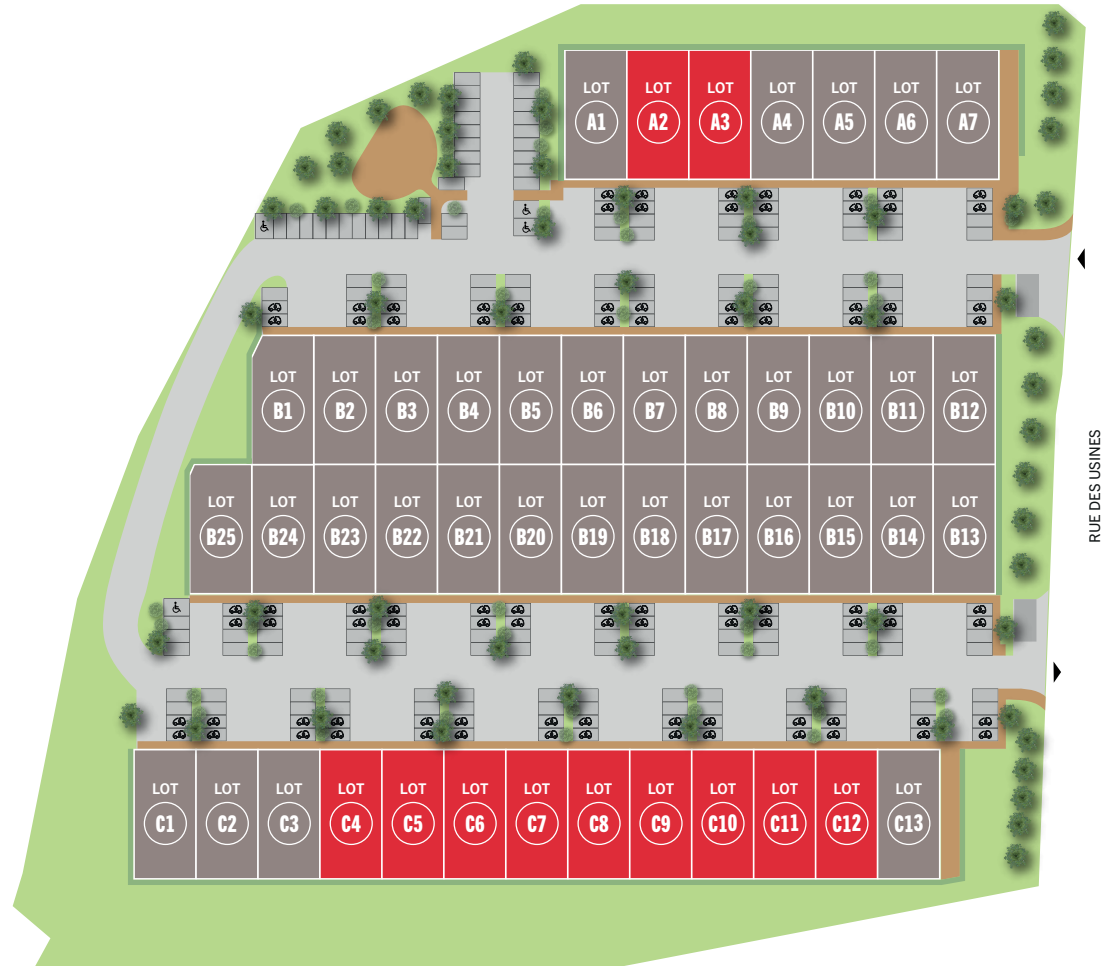 LOT LOT LOT LOT LOT LOT LOT
A1 A2 A3 A4 A5 A6 A7
LOT LOT LOT LOT LOT LOT LOT LOT LOT LOT LOT LOT
B1 B2 B3 B4 B5 B6 B7 B8 B9 B10 B11 B12
RUE DES USINES
LOT LOT LOT LOT LOT LOT LOT LOT LOT LOT LOT LOT LOT
B25 B24 B23 B22 B21 B20 B19 B18 B17 B16 B15 B14 B13
LOT LOT LOT LOT LOT LOT LOT LOT LOT LOT LOT LOT LOT
C1 C2 C3 C4 C5 C6 C7 C8 C9 C10 C11 C12 C13